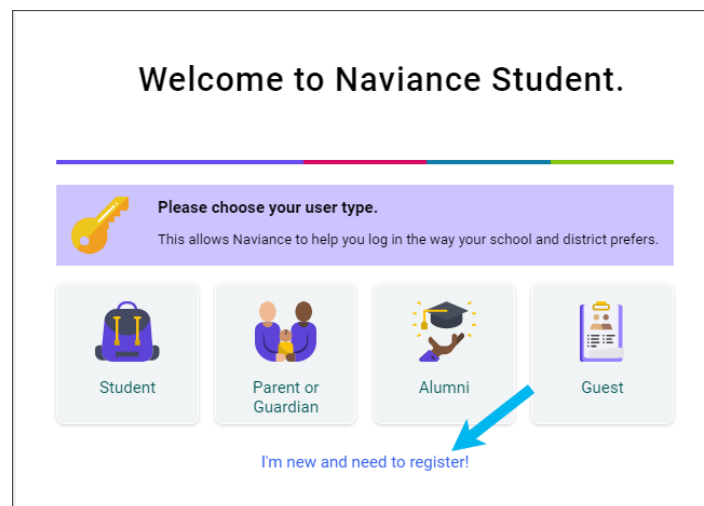 Welcome to Naviance Student.
Please choose your user type.
This allows Naviance to help you log in the way your school and district prefers.
Student
Parent or
Guardian
Alumni
Guest
I'm new and need to register!